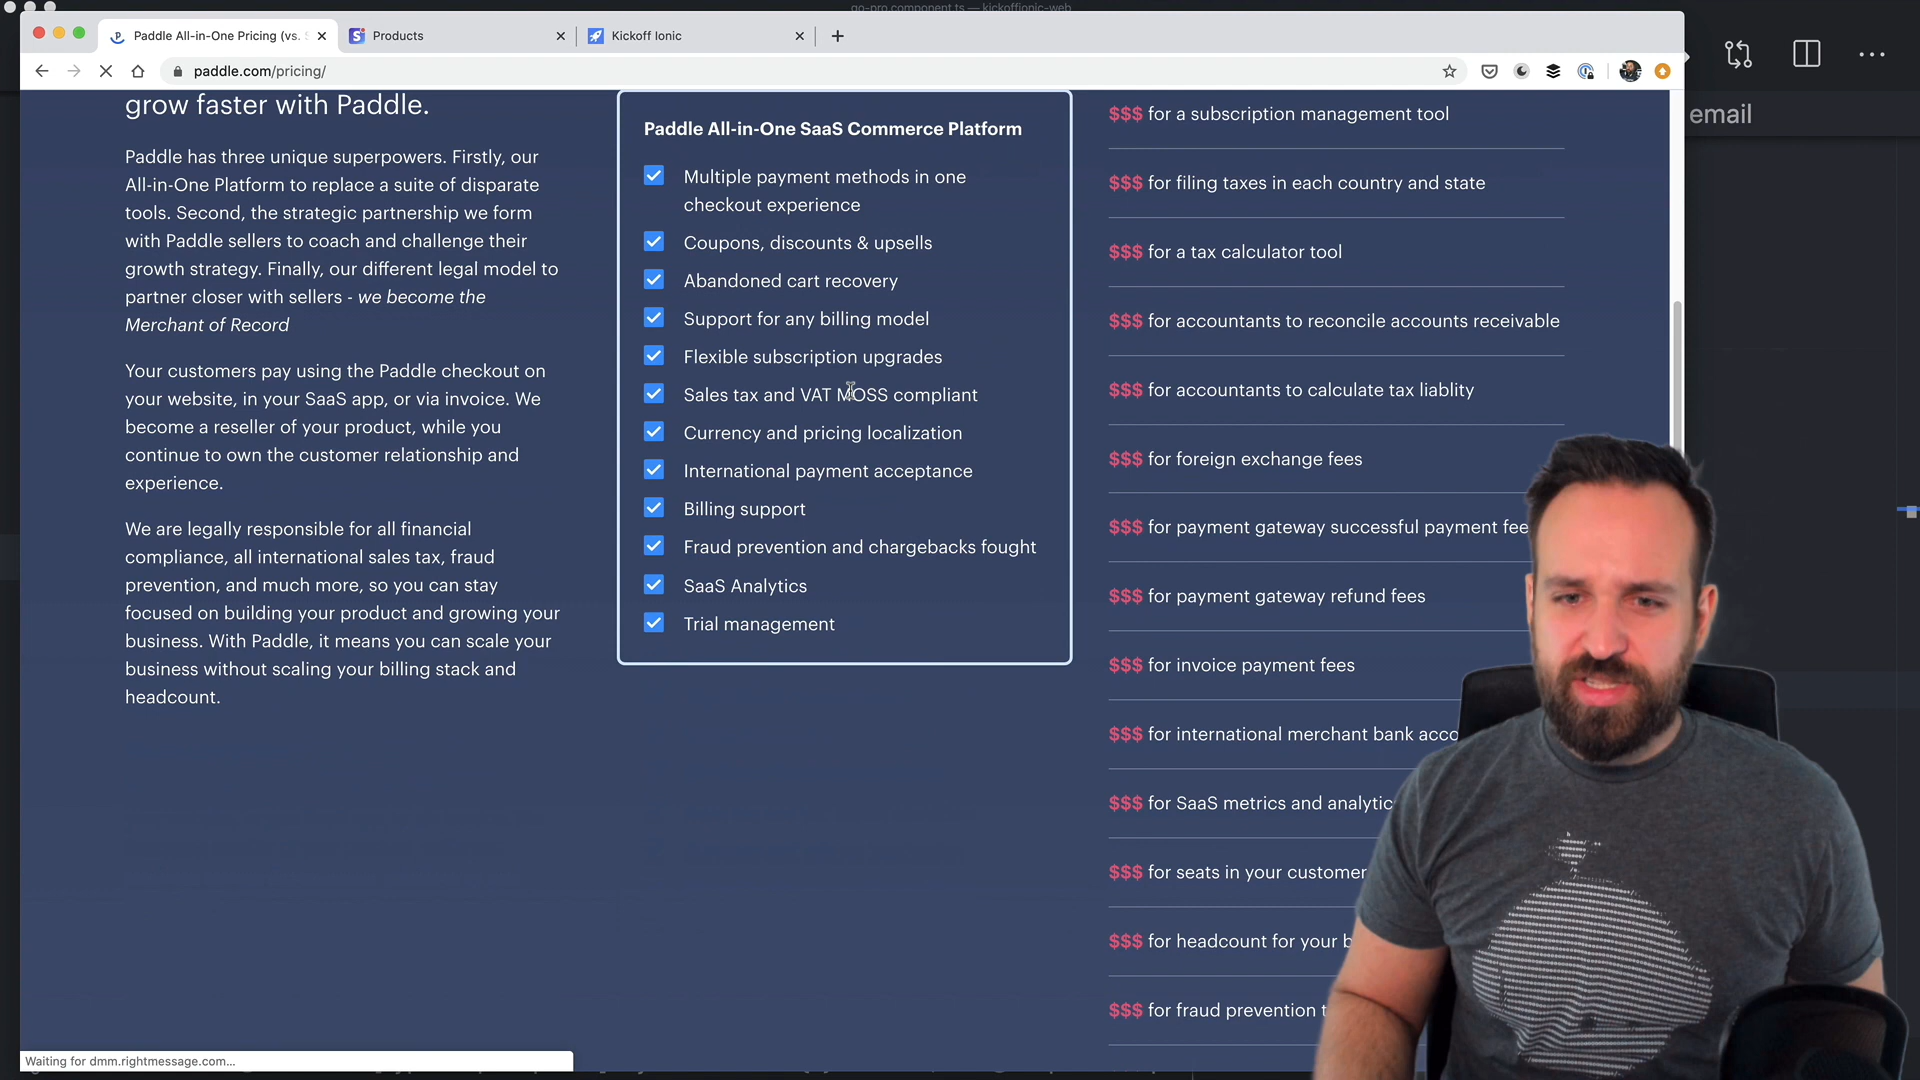 go-pro.component.ts — kickoffionic-web
Paddle All-in-One Pricing (vs. S
Products
Kickoff Ionic
paddle.com/pricing/
email
grow faster with Paddle.
Paddle has three unique superpowers. Firstly, our
All-in-One Platform to replace a suite of disparate
tools. Second, the strategic partnership we form
with Paddle sellers to coach and challenge their
growth strategy. Finally, our different legal model to
partner closer with sellers - we become the
Merchant of Record
Your customers pay using the Paddle checkout on
your website, in your SaaS app, or via invoice. We
become a reseller of your product, while you
continue to own the customer relationship and
experience.
We are legally responsible for all financial
compliance, all international sales tax, fraud
prevention, and much more, so you can stay
focused on building your product and growing your
business. With Paddle, it means you can scale your
business without scaling your billing stack and
headcount.
Paddle All-in-One SaaS Commerce Platform
Multiple payment methods in one
checkout experience
Coupons, discounts & upsells
Abandoned cart recovery
Support for any billing model
Flexible subscription upgrades
Sales tax and VAT MOSS compliant
Currency and pricing localization
International payment acceptance
Billing support
Fraud prevention and chargebacks fought
SaaS Analytics
Trial management
$$$ for a subscription management tool
$$$ for filing taxes in each country and state
$$$ for a tax calculator tool
$$$ for accountants to reconcile accounts receivable
$$$ for accountants to calculate tax liablity
$$$ for foreign exchange fees
$$$ for payment gateway successful payment fee
$$$ for payment gateway refund fees
$$$ for invoice payment fees
$$$ for international merchant bank acco
$$$ for SaaS metrics and analytic
$$$ for seats in your customer
$$$ for headcount for your b
$$$ for fraud prevention t
Waiting for dmm.rightmessage.com...